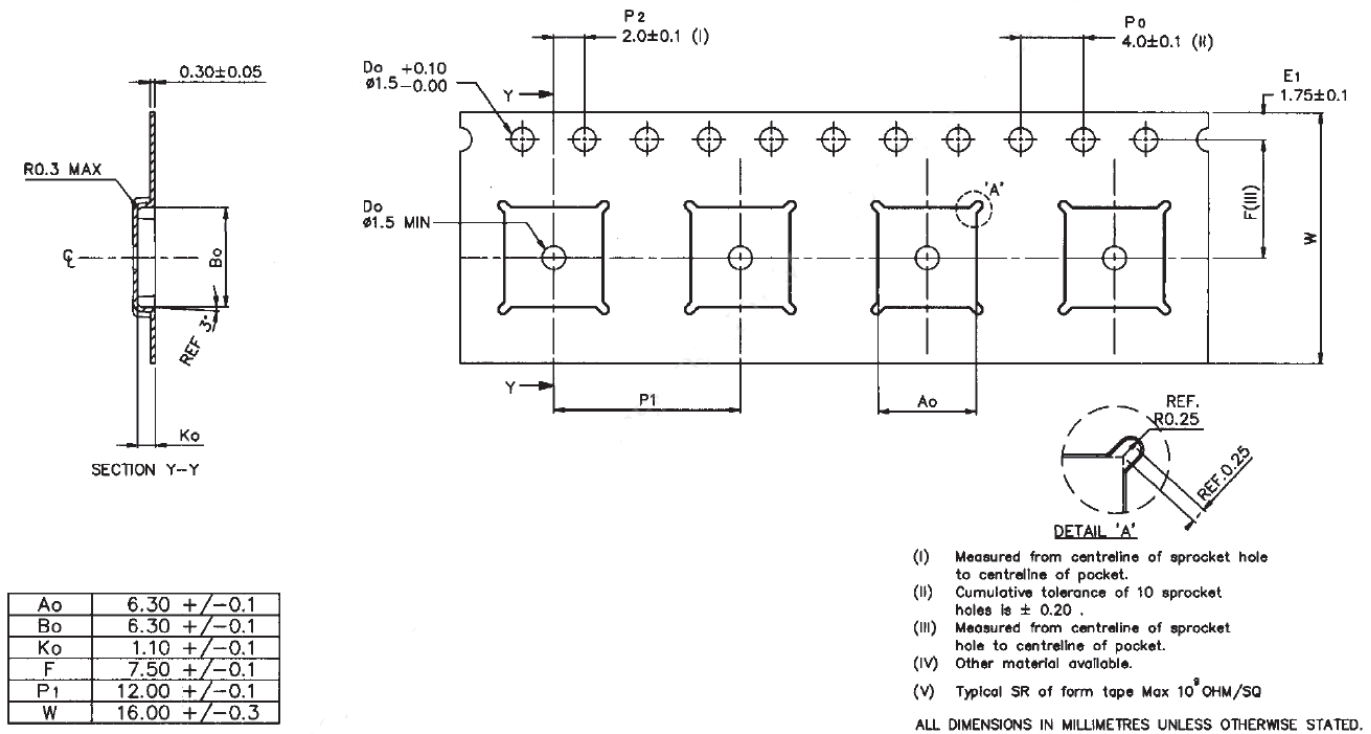 P2
2.0±0.1 (I)
Po
4.0±0.1 (II)
0.30±0.05
Do +0.10
ø1.5 -0.00
Y
E1
1.75±0.1
R0.3 MAX
'A'
Do
ø1.5 MIN
F(III)
W
℄
Bo
REF 3°
Y
P1
Ao
Ko
SECTION Y--Y
REF.
R0.25
REF.0.25
DETAIL 'A'
(I) Measured from centreline of sprocket hole
to centreline of pocket.
(II) Cumulative tolerance of 10 sprocket
holes is ± 0.20 .
(III) Measured from centreline of sprocket
hole to centreline of pocket.
(IV) Other material available.
(V) Typical SR of form tape Max 10⁹ OHM/SQ
ALL DIMENSIONS IN MILLIMETRES UNLESS OTHERWISE STATED.
Ao 6.30 +/-0.1
Bo 6.30 +/-0.1
Ko 1.10 +/-0.1
F 7.50 +/-0.1
P1 12.00 +/-0.1
W 16.00 +/-0.3